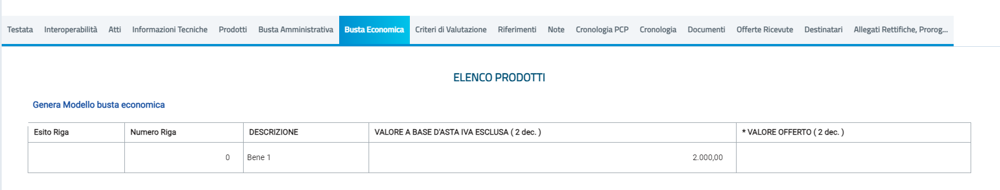 Testata Interoperabilità Atti Informazioni Tecniche Prodotti Busta Amministrativa Busta Economica Criteri di Valutazione Riferimenti Note Cronologia PCP Cronologia Documenti Offerte Ricevute Destinatari Allegati Rettifiche, Prorog...
ELENCO PRODOTTI
Genera Modello busta economica
Esito Riga Numero Riga DESCRIZIONE VALORE A BASE D'ASTA IVA ESCLUSA ( 2 dec. ) * VALORE OFFERTO ( 2 dec. )
0 Bene 1 2.000,00